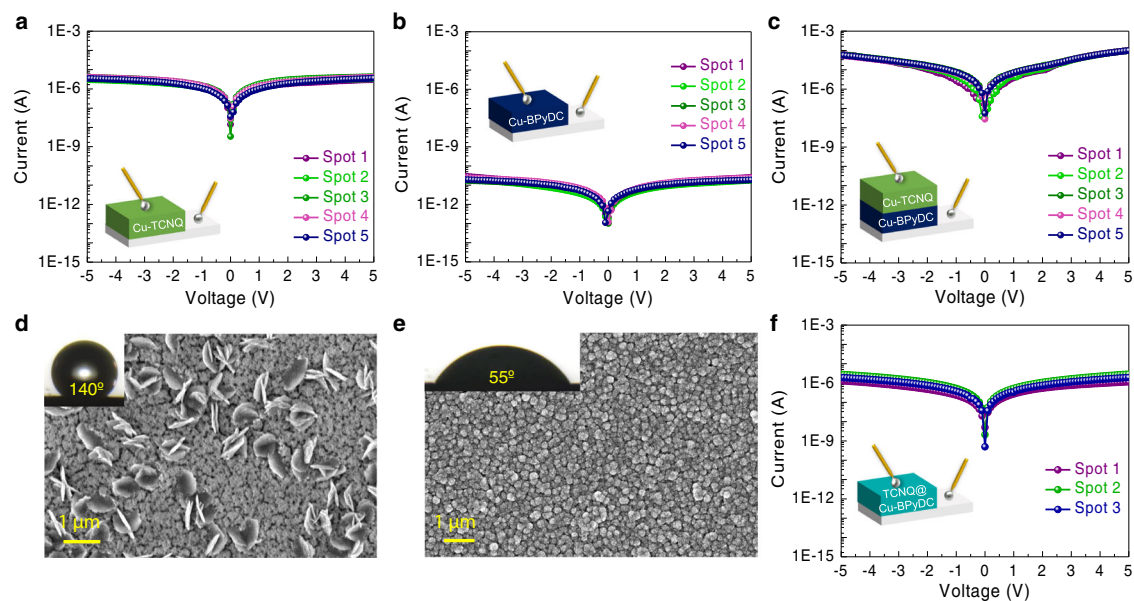 a
1E-3
1E-6
1E-9
1E-12
1E-15
Current (A)
-5 -4 -3 -2 -1 0 1 2 3 4 5
Voltage (V)
Cu-TCNQ
Spot 1
Spot 2
Spot 3
Spot 4
Spot 5
b
1E-3
1E-6
1E-9
1E-12
1E-15
Current (A)
-5 -4 -3 -2 -1 0 1 2 3 4 5
Voltage (V)
Cu-BPyDC
Spot 1
Spot 2
Spot 3
Spot 4
Spot 5
c
1E-3
1E-6
1E-9
1E-12
1E-15
Current (A)
-5 -4 -3 -2 -1 0 1 2 3 4 5
Voltage (V)
Cu-TCNQ
Cu-BPyDC
Spot 1
Spot 2
Spot 3
Spot 4
Spot 5
d
140º
1 µm
e
55º
1 µm
f
1E-3
1E-6
1E-9
1E-12
1E-15
Current (A)
-5 -4 -3 -2 -1 0 1 2 3 4 5
Voltage (V)
TCNQ@
Cu-BPyDC
Spot 1
Spot 2
Spot 3